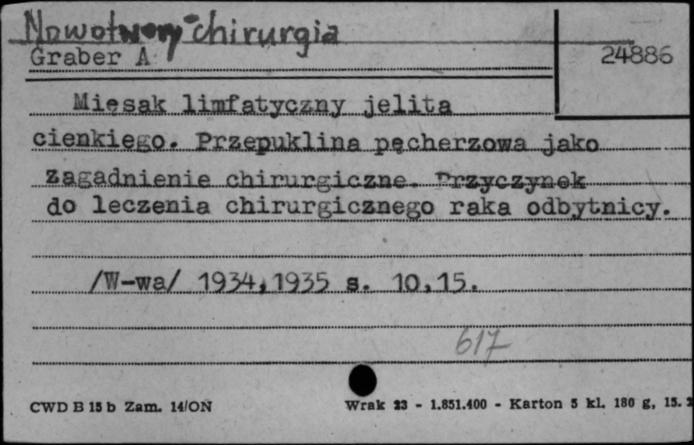 Nowotwory - chirurgia
Graber A
24886
Mięsak limfatyczny jelita
cienkiego. Przepuklina pęcherzowa jako
zagadnienie chirurgiczne. Przyczynek
do leczenia chirurgicznego raka odbytnicy.
/W-wa/ 1934,1935 s. 10,15.
617
CWD B 15 b Zam. 14/ON
Wrak 23 - 1.851.400 - Karton 5 kl. 180 g, 15.2